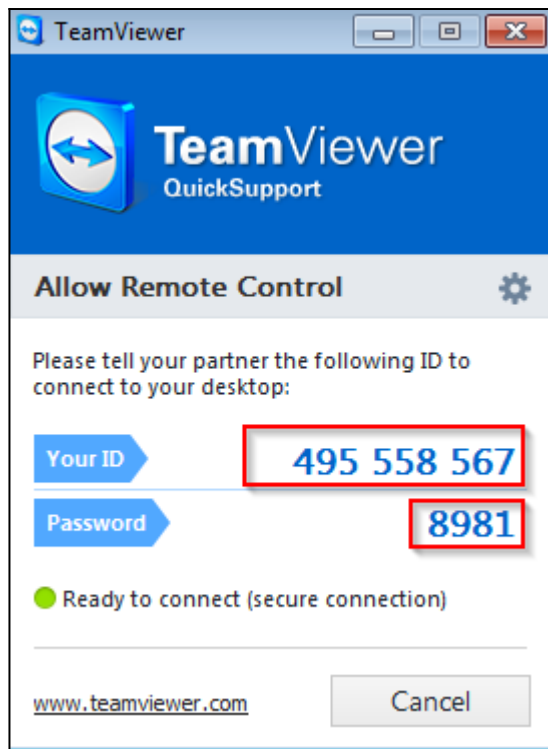 TeamViewer
TeamViewer
QuickSupport
Allow Remote Control
Please tell your partner the following ID to
connect to your desktop:
Your ID 495 558 567
Password 8981
Ready to connect (secure connection)
www.teamviewer.com Cancel